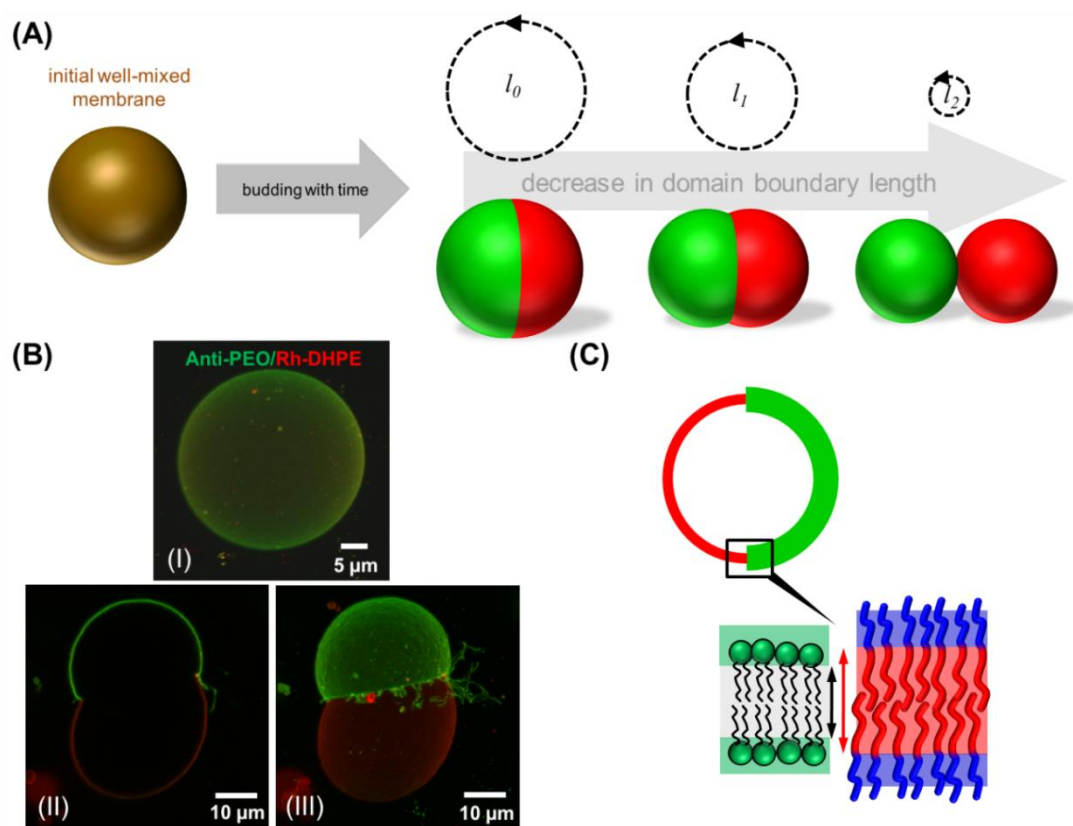 (A)
initial well-mixed
membrane
budding with time
l0
l1
l2
decrease in domain boundary length
(B)
Anti-PEO/Rh-DHPE
(I)
5 µm
(II)
10 µm
(III)
10 µm
(C)